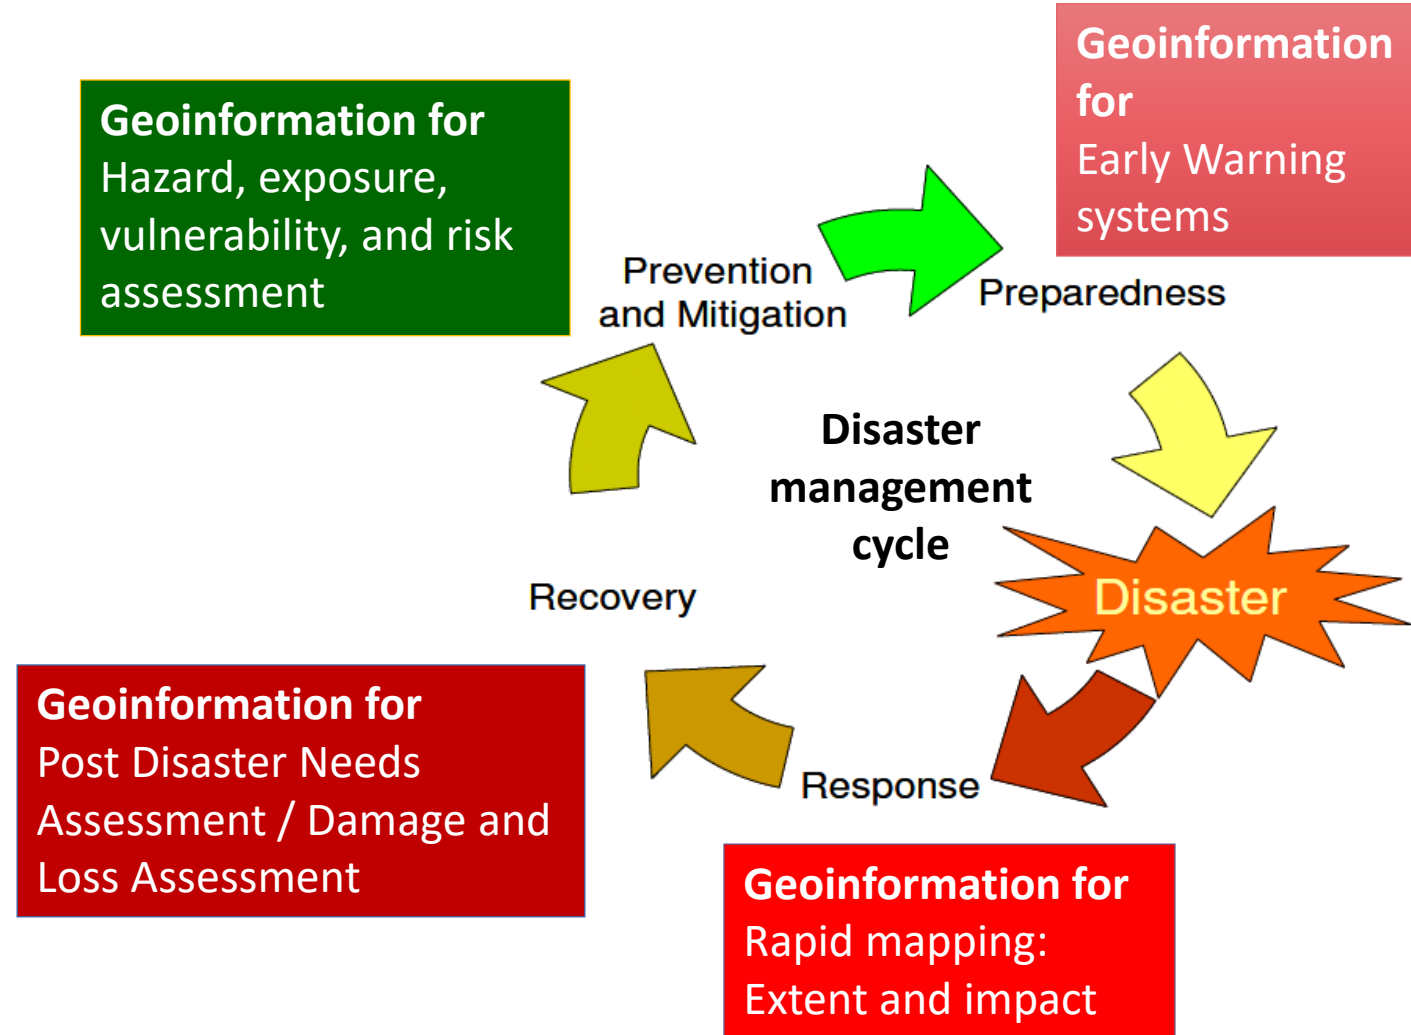 Geoinformation
for
Early Warning
systems
Geoinformation for
Hazard, exposure,
vulnerability, and risk
assessment
Prevention
and Mitigation
Preparedness
Disaster
management
cycle
Disaster
Recovery
Geoinformation for
Post Disaster Needs
Assessment / Damage and
Loss Assessment
Response
Geoinformation for
Rapid mapping:
Extent and impact